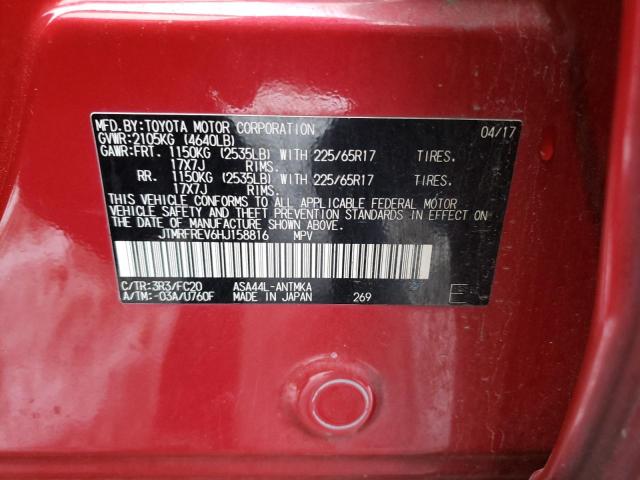 MFD.BY:TOYOTA MOTOR CORPORATION 04/17
GVWR:2105KG (4640LB)
GAWR:FRT. 1150KG (2535LB) WITH 225/65R17 TIRES.
17X7J RIMS.
RR. 1150KG (2535LB) WITH 225/65R17 TIRES.
17X7J RIMS.
THIS VEHICLE CONFORMS TO ALL APPLICABLE FEDERAL MOTOR
VEHICLE SAFETY AND THEFT PREVENTION STANDARDS IN EFFECT ON
THE DATE OF MANUFACTURE SHOWN ABOVE.
JTMRFREV6HJ158816 MPV
C/TR:3R3/FC20 ASA44L-ANTMKA
A/TM:-03A/U760F MADE IN JAPAN 269